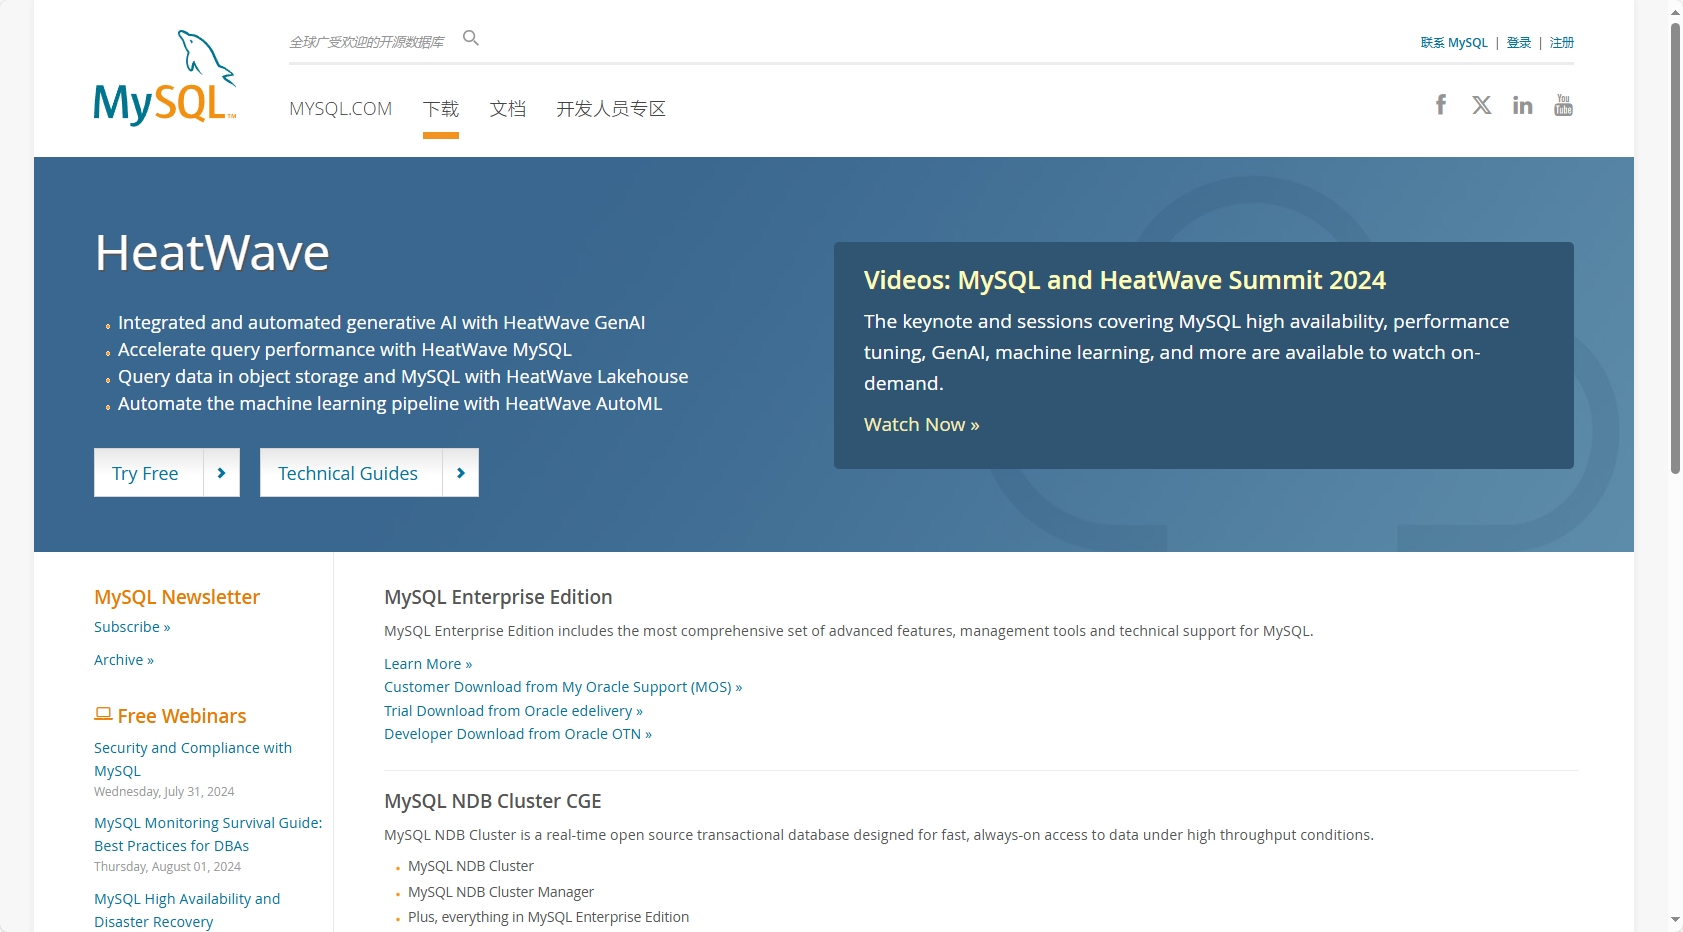 MySQL™
全球广受欢迎的开源数据库
联系 MySQL | 登录 | 注册
MYSQL.COM 下载 文档 开发人员专区
You Tube
HeatWave
Integrated and automated generative AI with HeatWave GenAI
Accelerate query performance with HeatWave MySQL
Query data in object storage and MySQL with HeatWave Lakehouse
Automate the machine learning pipeline with HeatWave AutoML
Try Free
Technical Guides
Videos: MySQL and HeatWave Summit 2024
The keynote and sessions covering MySQL high availability, performance
tuning, GenAI, machine learning, and more are available to watch on-
demand.
Watch Now »
MySQL Newsletter
Subscribe »
Archive »
Free Webinars
Security and Compliance with
MySQL
Wednesday, July 31, 2024
MySQL Monitoring Survival Guide:
Best Practices for DBAs
Thursday, August 01, 2024
MySQL High Availability and
Disaster Recovery
MySQL Enterprise Edition
MySQL Enterprise Edition includes the most comprehensive set of advanced features, management tools and technical support for MySQL.
Learn More »
Customer Download from My Oracle Support (MOS) »
Trial Download from Oracle edelivery »
Developer Download from Oracle OTN »
MySQL NDB Cluster CGE
MySQL NDB Cluster is a real-time open source transactional database designed for fast, always-on access to data under high throughput conditions.
MySQL NDB Cluster
MySQL NDB Cluster Manager
Plus, everything in MySQL Enterprise Edition